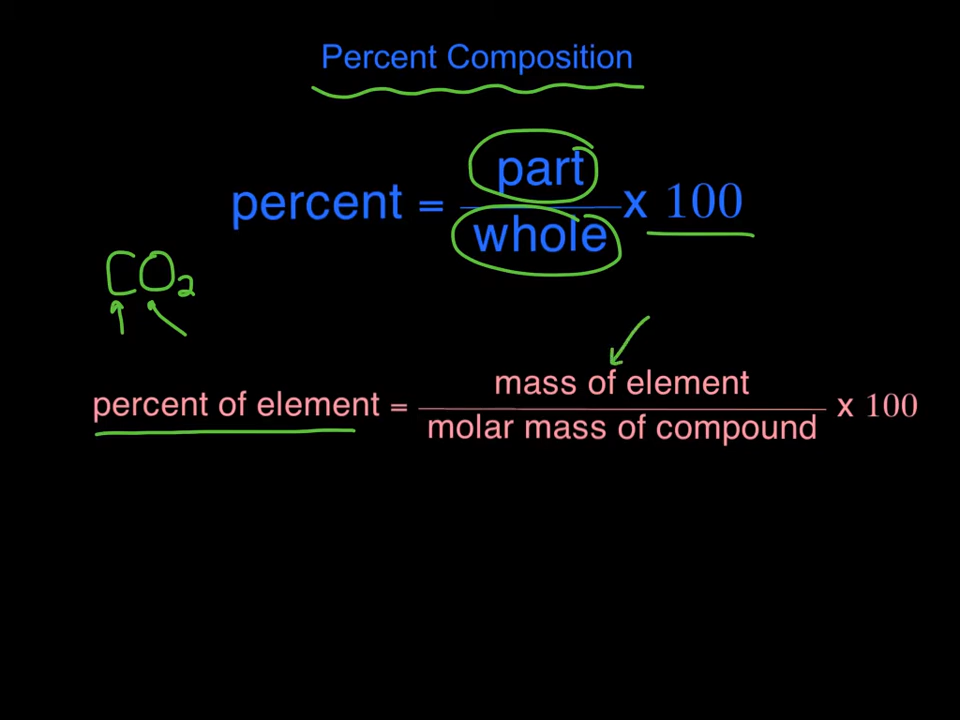 Percent Composition
percent = part / whole x 100
CO₂
percent of element = mass of element / molar mass of compound x 100